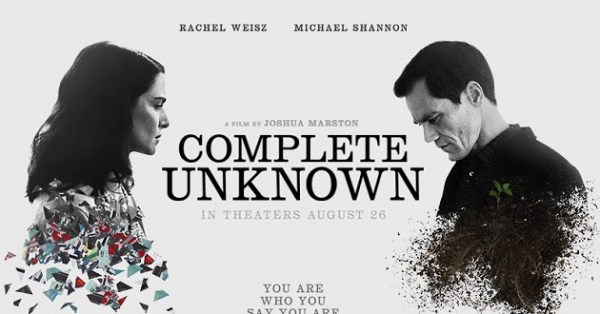 RACHEL WEISZ MICHAEL SHANNON
A FILM BY JOSHUA MARSTON
COMPLETE
UNKNOWN
IN THEATERS AUGUST 26
YOU ARE
WHO YOU
SAY YOU ARE